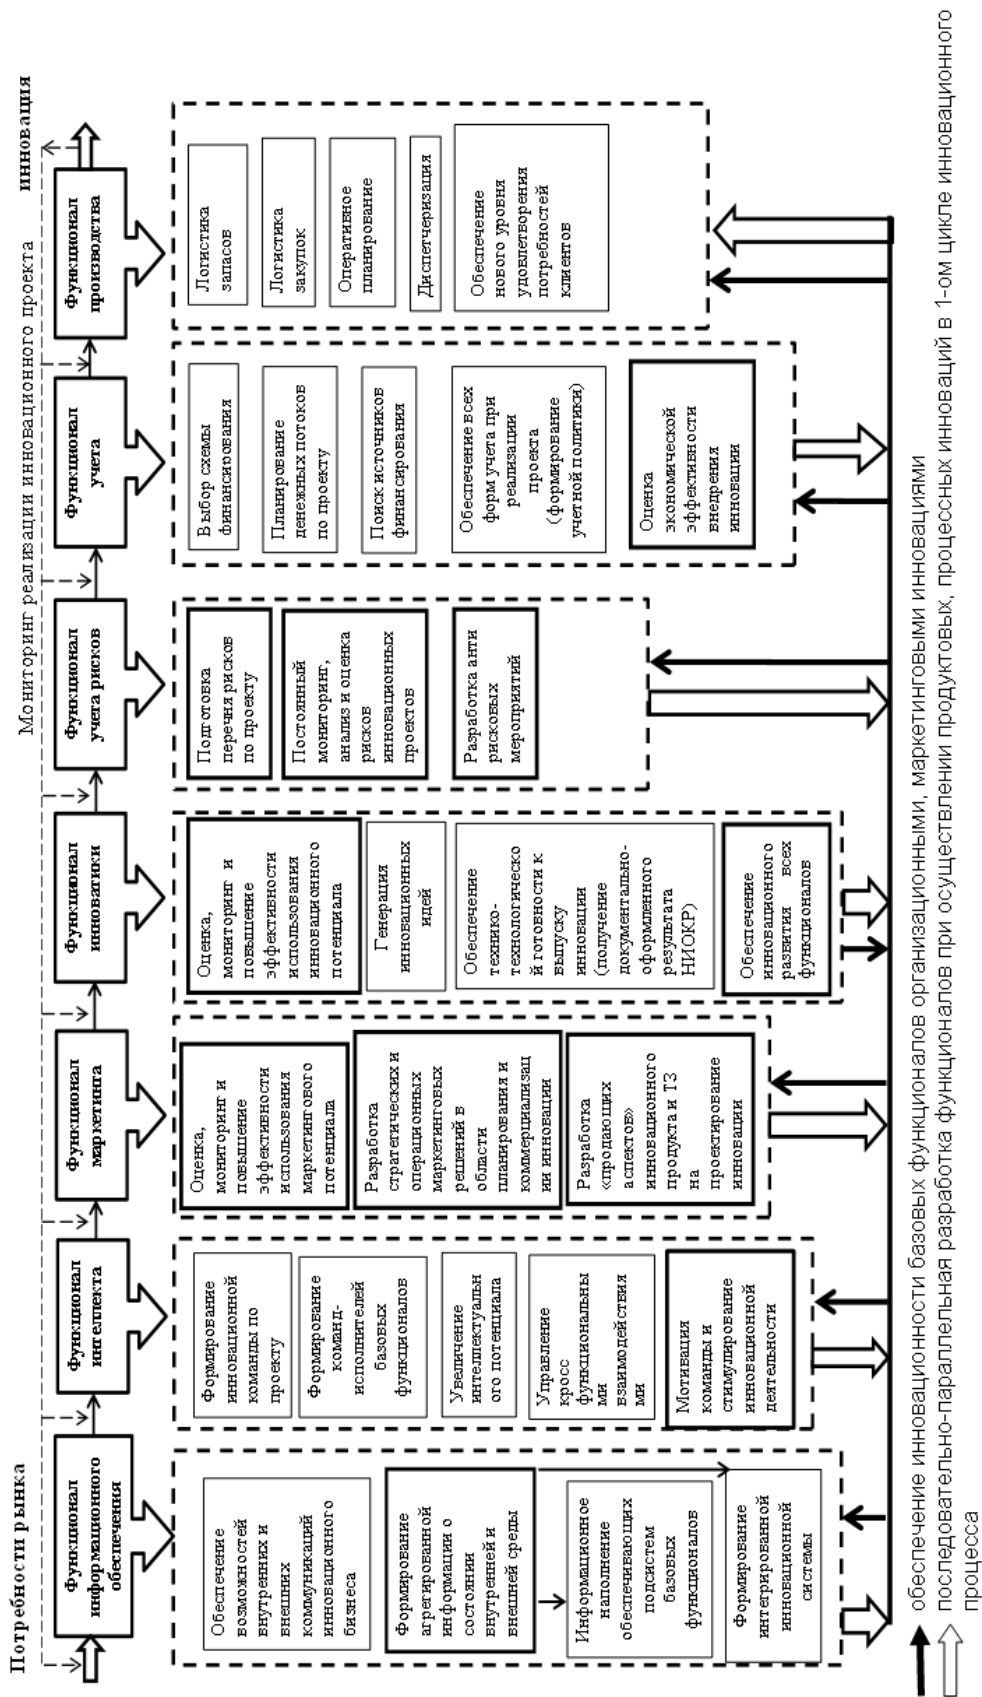 Потребности рынка
Мониторинг реализации инновационного проекта
инновация
Функционал
информационного
обеспечения
Функционал
интеллекта
Функционал
маркетинга
Функционал
инноватики
Функционал
учета рисков
Функционал
учета
Функционал
производства
Обеспечение
возможностей
внутренних и
внешних
коммуникаций
инновационного
бизнеса
Формирование
агрегированной
информации о
состоянии
внутренней и
внешней среды
Информационное
наполнение
обеспечивающих
подсистем
базовых
функционалов
Формирование
интегрированной
инновационной
системы
Формирование
инновационной
команды по
проекту
Формирование
команд-
исполнителей
базовых
функционалов
Увеличение
интеллектуальн
ого потенциала
Управление
кросс
функциональны
ми
взаимодействия
ми
Мотивация
команды и
стимулирование
инновационной
деятельности
Оценка,
мониторинг и
повышение
эффективности
использования
маркетингового
потенциала
Разработка
стратегических и
операционных
маркетинговых
решений в
области
планирования и
коммерциализац
ии инновации
Разработка
«продающих
аспектов»
инновационного
продукта и ТЗ
на
проектирование
инновации
Оценка,
мониторинг и
повышение
эффективности
использования
инновационного
потенциала
Генерация
инновационных
идей
Обеспечение
технико-
технологическо
й готовности к
выпуску
инновации
(получение
документально-
оформленного
результата
НИОКР)
Обеспечение
инновационного
развития всех
функционалов
Подготовка
перечня рисков
по проекту
Постоянный
мониторинг,
анализ и оценка
рисков
инновационных
проектов
Разработка анти
рисковых
мероприятий
Выбор схемы
финансирования
Планирование
денежных потоков
по проекту
Поиск источников
финансирования
Обеспечение всех
форм учета при
реализации
проекта
(формирование
учетной политики)
Оценка
экономической
эффективности
внедрения
инновации
Логистика
запасов
Логистика
закупок
Оперативное
планирование
Диспетчеризация
Обеспечение
нового уровня
удовлетворения
потребностей
клиентов
обеспечение инновационности базовых функционалов организационными, маркетинговыми инновациями
последовательно-параллельная разработка функционалов при осуществлении продуктовых, процессных инноваций в 1-ом цикле инновационного
процесса